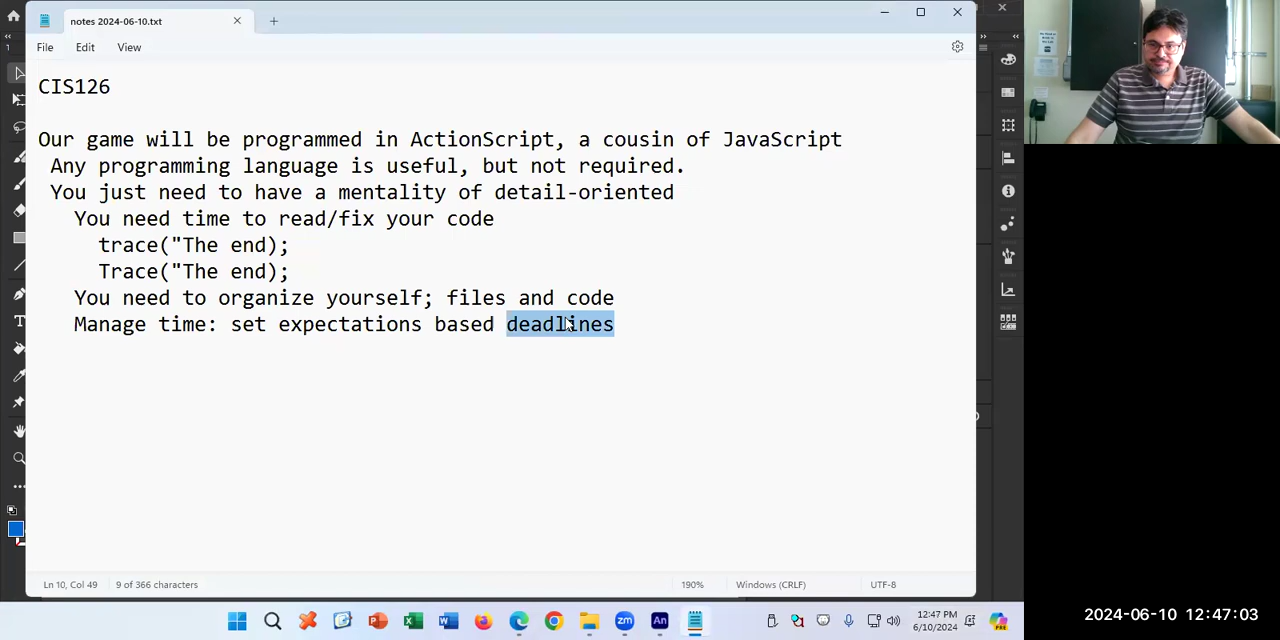 notes 2024-06-10.txt
File Edit View
CIS126
Our game will be programmed in ActionScript, a cousin of JavaScript
Any programming language is useful, but not required.
You just need to have a mentality of detail-oriented
You need time to read/fix your code
trace("The end);
Trace("The end);
You need to organize yourself; files and code
Manage time: set expectations based deadlines
Ln 10, Col 49 9 of 366 characters 190% Windows (CRLF) UTF-8
12:47 PM
6/10/2024
2024-06-10 12:47:03